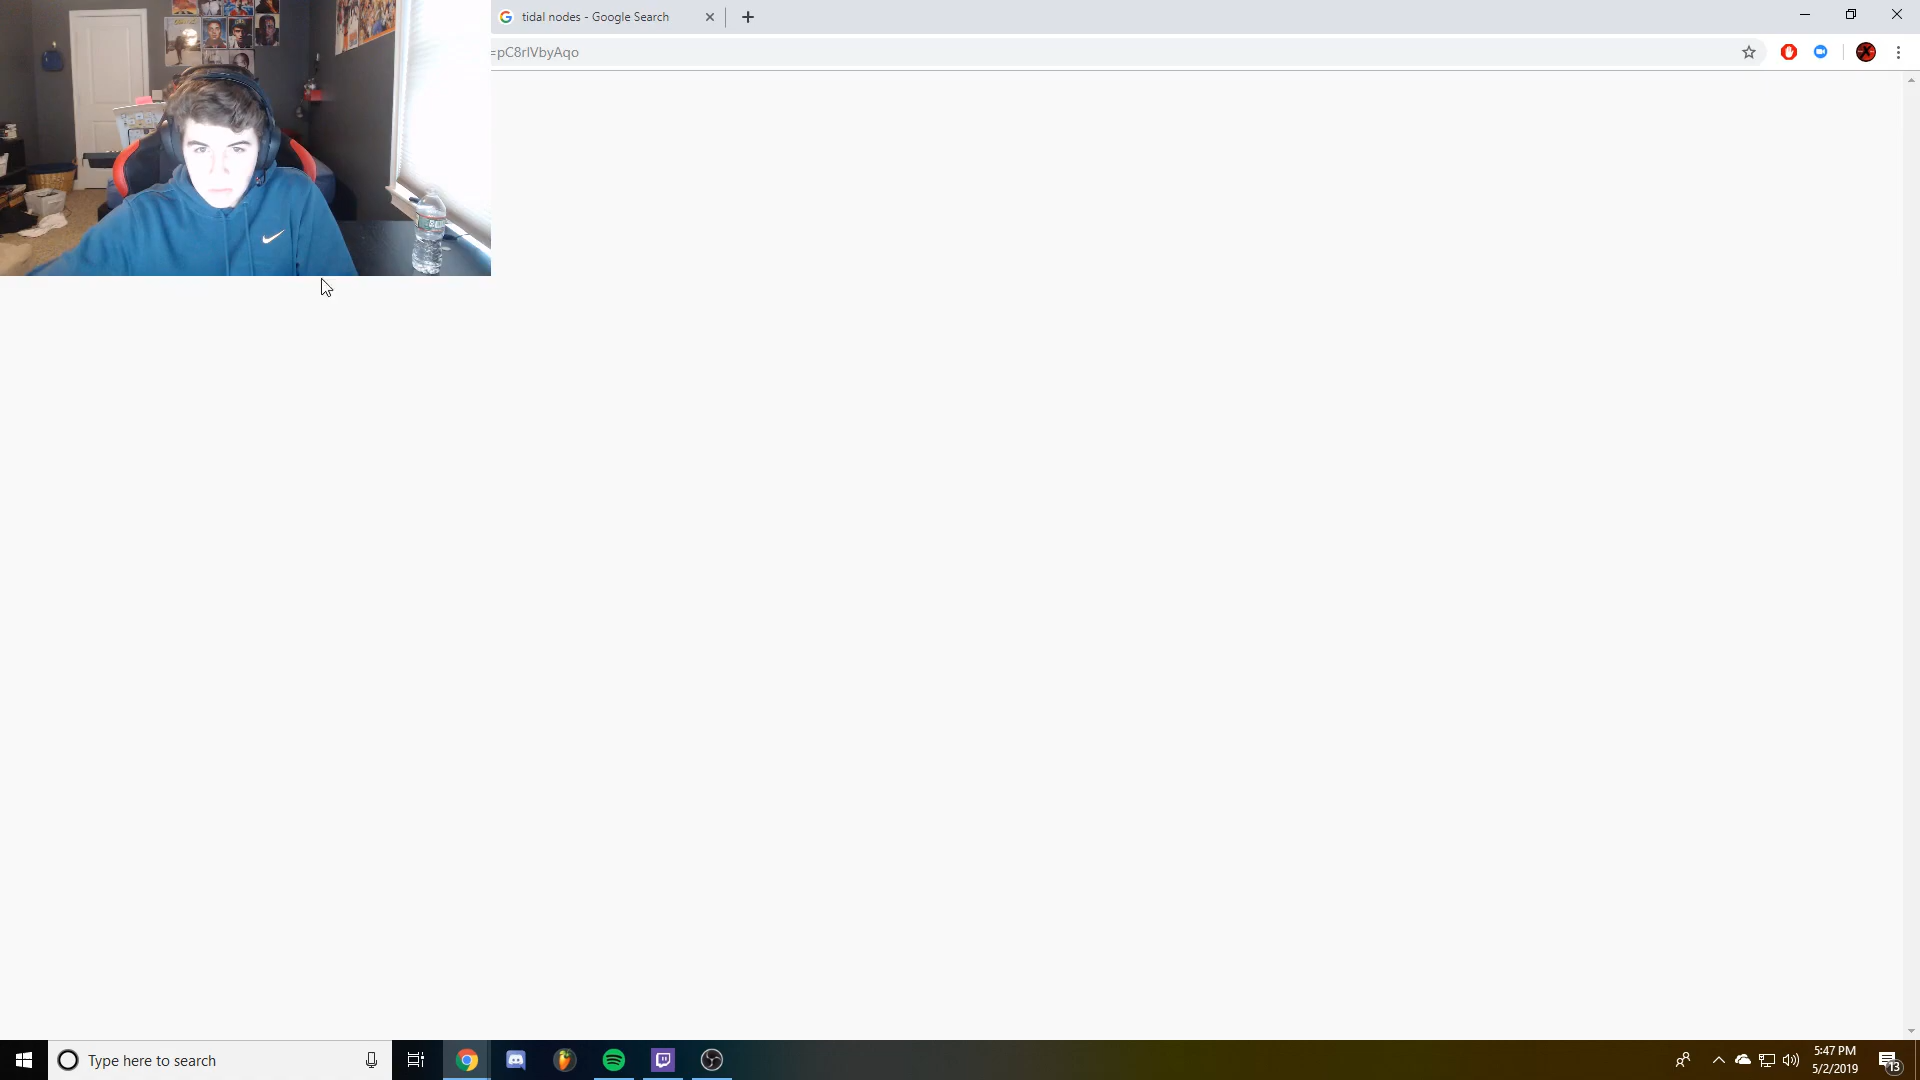 tidal nodes - Google Search
=pC8rlVbyAqo
Type here to search
5:47 PM
5/2/2019
13